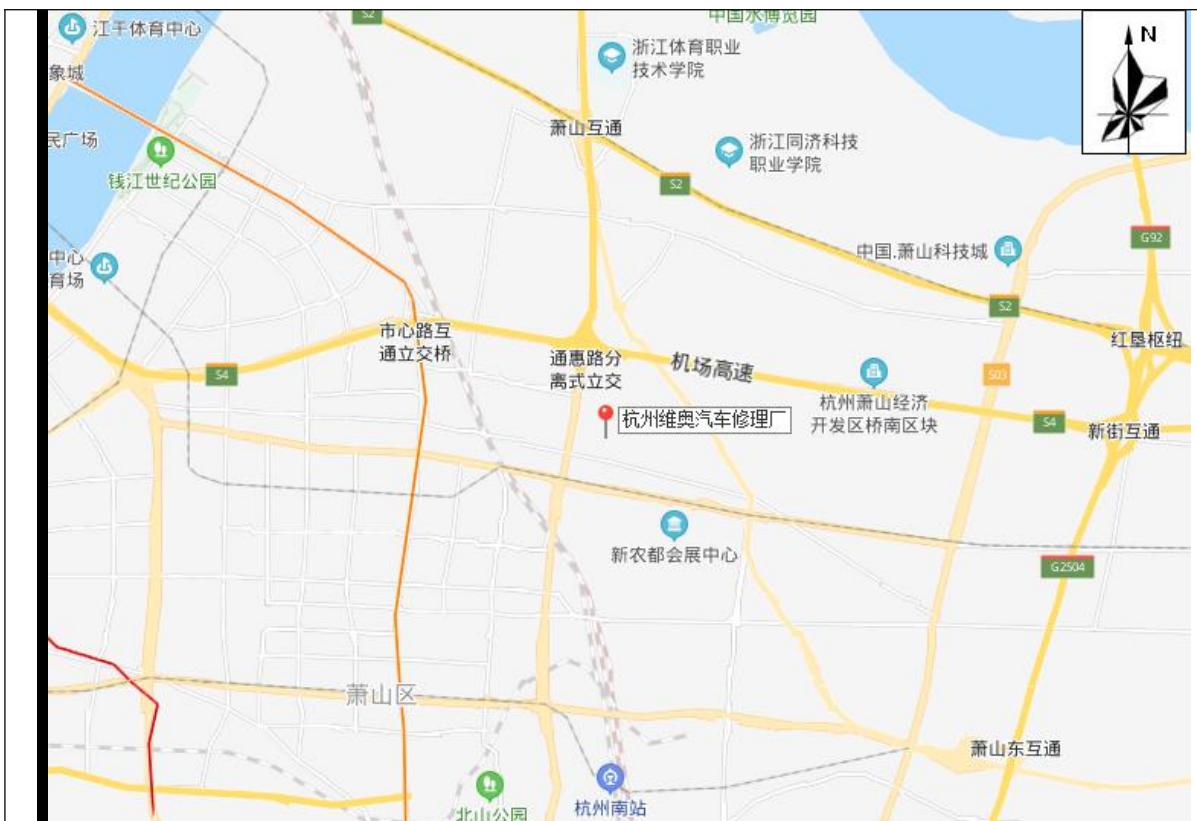 S2
中国水博览园
江干体育中心
N
浙江体育职业
技术学院
象城
萧山互通
民广场
浙江同济科技
职业学院
钱江世纪公园
S2
G92
中国.萧山科技城
中心
育场
S2
市心路互
通立交桥
红垦枢纽
通惠路分
离式立交
机场高速
S4
S03
杭州萧山经济
开发区桥南区块
杭州维奥汽车修理厂
S4
新街互通
新农都会展中心
G2504
萧山区
萧山东互通
北山公园
杭州南站